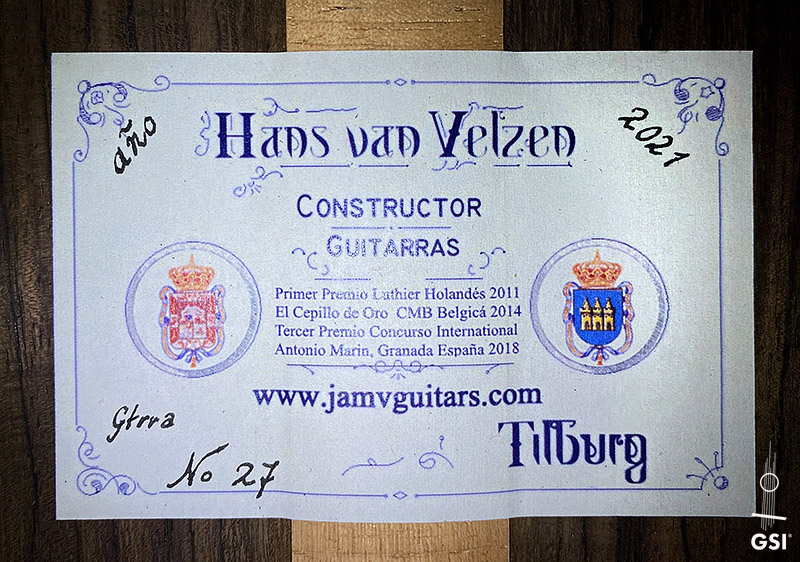 año
Hans van Velzen
2021
CONSTRUCTOR
GUITARRAS
Primer Premio Luthier Holandés 2011
El Cepillo de Oro CMB Belgicá 2014
Tercer Premio Concurso International
Antonio Marin, Granada España 2018
www.jamvguitars.com
Gtrra
Tilburg
No 27
GSI